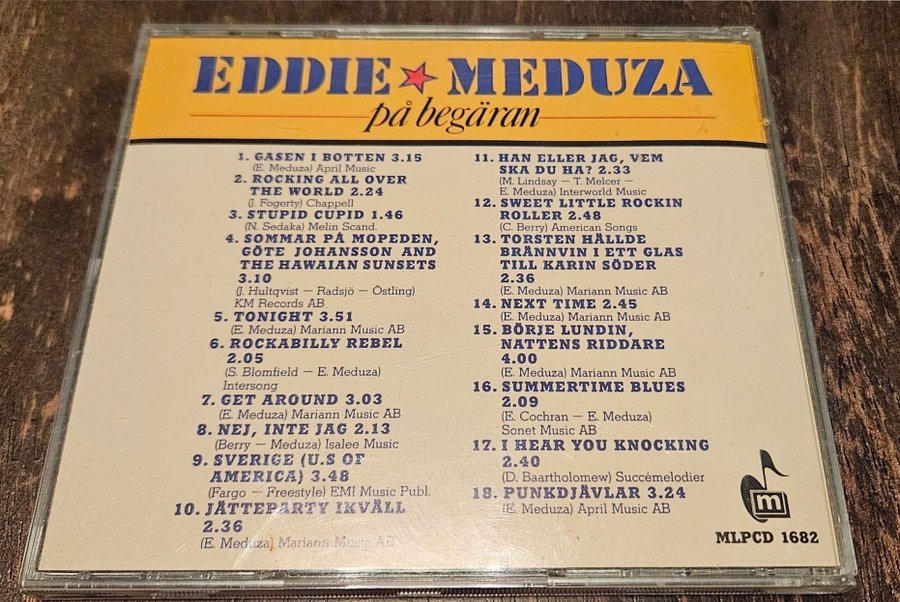 EDDIE MEDUZA
på begäran
1. GASEN I BOTTEN 3.15
(E. Meduza) April Music
2. ROCKING ALL OVER
THE WORLD 2.24
(J. Fogerty) Chappell
3. STUPID CUPID 1.46
(N. Sedaka) Melin Scand.
4. SOMMAR PÅ MOPEDEN,
GÖTE JOHANSSON AND
THE HAWAIAN SUNSETS
3.10
(J. Hultqvist – Radsjö – Östling)
KM Records AB
5. TONIGHT 3.51
(E. Meduza) Mariann Music AB
6. ROCKABILLY REBEL
2.05
(S. Blomfield – E. Meduza)
Intersong
7. GET AROUND 3.03
(E. Meduza) Mariann Music AB
8. NEJ, INTE JAG 2.13
(Berry – Meduza) Isalee Music
9. SVERIGE (U.S OF
AMERICA) 3.48
(Fargo – Freestyle) EMI Music Publ.
10. JÄTTEPARTY IKVÄLL
2.36
(E. Meduza) Mariann Music AB
11. HAN ELLER JAG, VEM
SKA DU HA? 2.33
(M. Lindsay – T. Melcer –
E. Meduza) Interworld Music
12. SWEET LITTLE ROCKIN
ROLLER 2.48
(C. Berry) American Songs
13. TORSTEN HÄLLDE
BRÄNNVIN I ETT GLAS
TILL KARIN SÖDER
2.36
(E. Meduza) Mariann Music AB
14. NEXT TIME 2.45
(E. Meduza) Mariann Music AB
15. BÖRJE LUNDIN,
NATTENS RIDDARE
4.00
(E. Meduza) Mariann Music AB
16. SUMMERTIME BLUES
2.09
(E. Cochran – E. Meduza)
Sonet Music AB
17. I HEAR YOU KNOCKING
2.40
(D. Baartholomew) Succémelodier
18. PUNKDJÄVLAR 3.24
(E. Meduza) April Music AB
m
MLPCD 1682